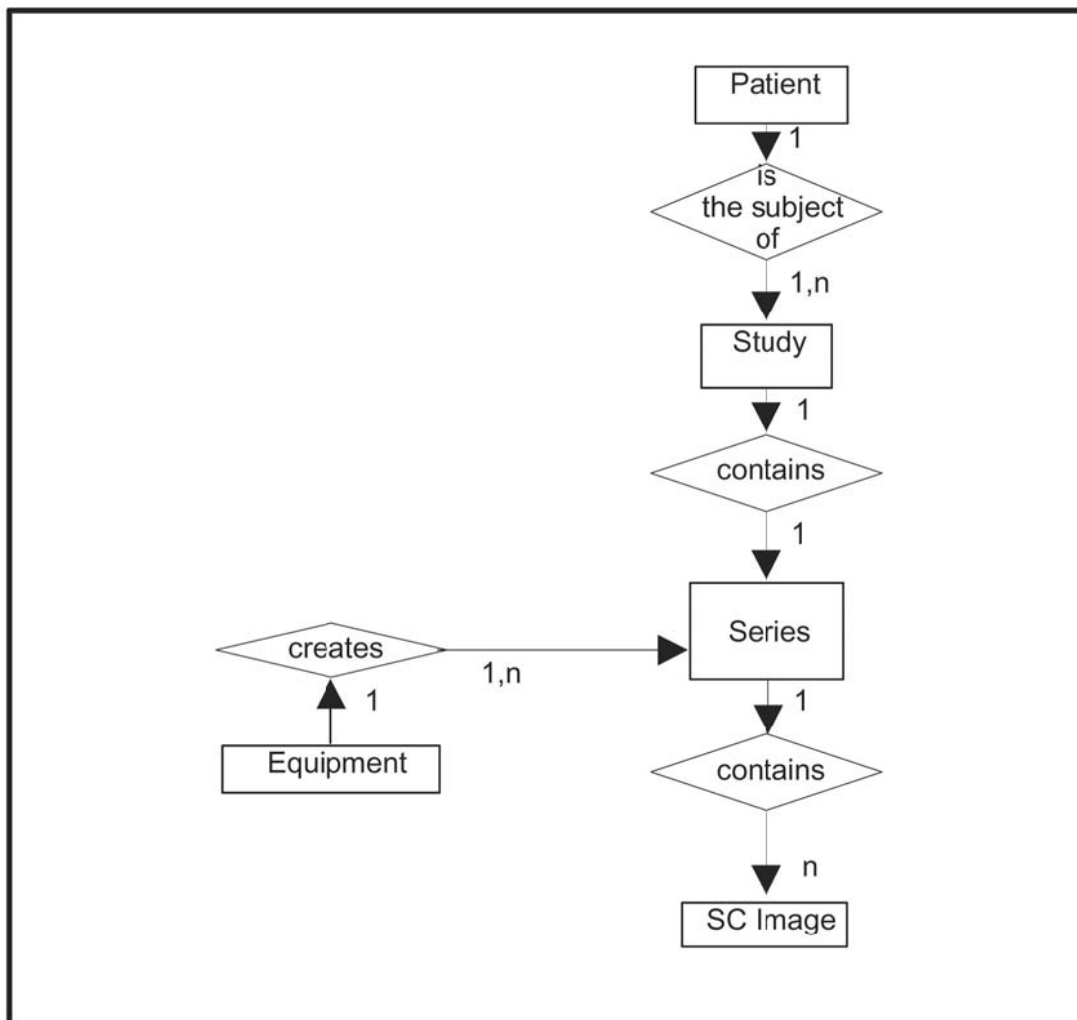 Patient
1
is
the subject
of
1,n
Study
1
contains
1
Series
creates
1,n
1
Equipment
1
contains
n
SC Image